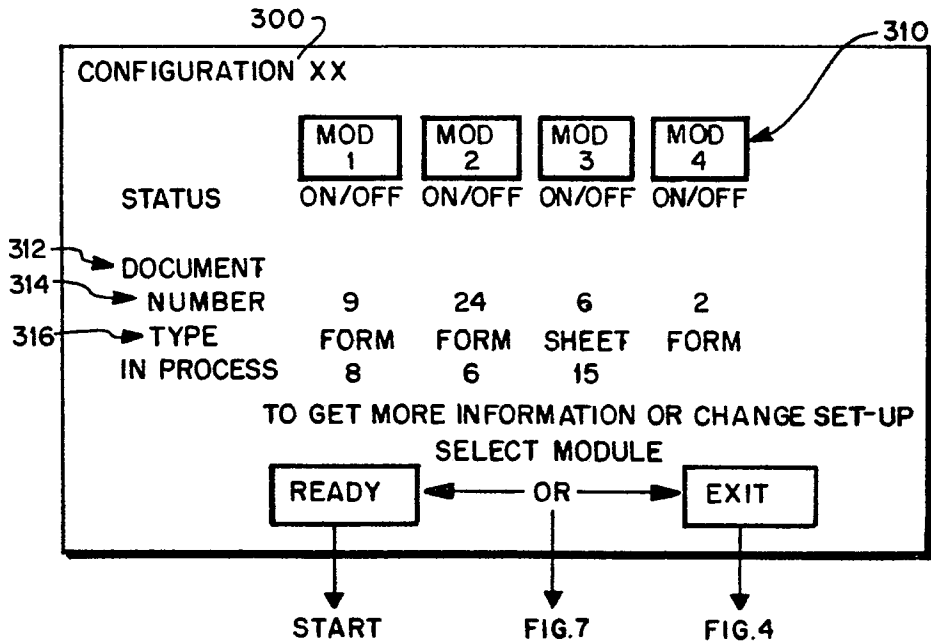 300
310
CONFIGURATION XX
MOD 1 MOD 2 MOD 3 MOD 4
STATUS ON/OFF ON/OFF ON/OFF ON/OFF
312
DOCUMENT
314 NUMBER 9 24 6 2
316 TYPE FORM FORM SHEET FORM
IN PROCESS 8 6 15
TO GET MORE INFORMATION OR CHANGE SET-UP
SELECT MODULE
READY OR EXIT
START FIG.7 FIG.4